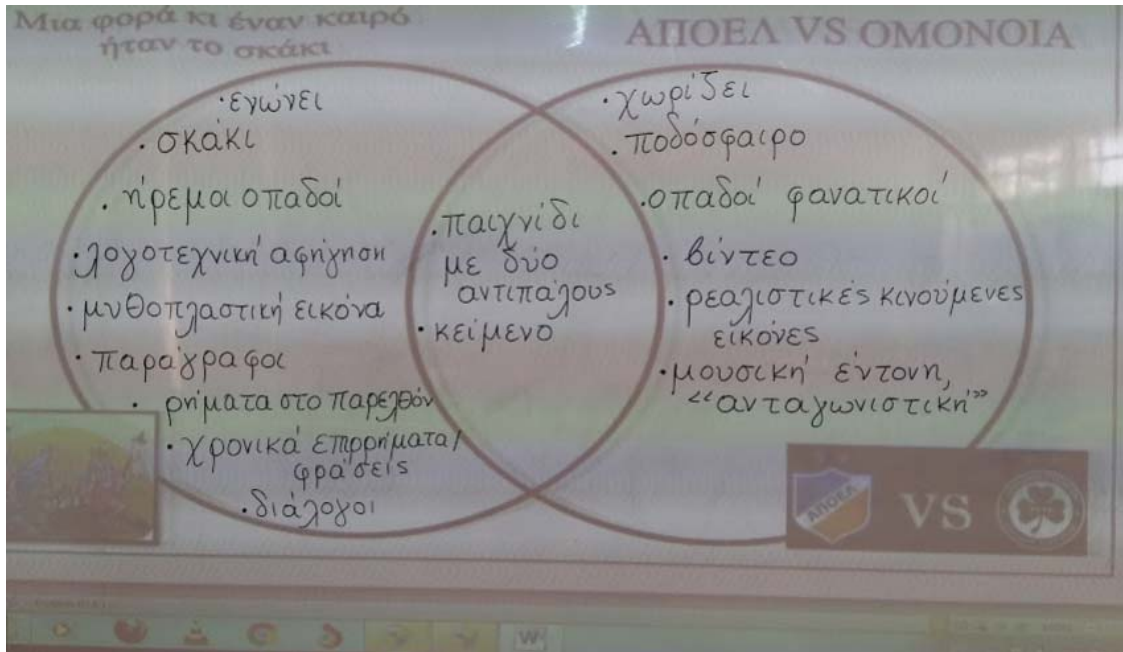 Μια φορά κι έναν καιρό
ήταν το σκάκι
ΑΠΟΕΛ VS ΟΜΟΝΟΙΑ
·ενώνει
·σκάκι
·ήρεμοι οπαδοί
·λογοτεχνική αφήγηση
·μυθοπλαστική εικόνα
·παράγραφοι
·ρήματα στο παρελθόν
·χρονικά επιρρήματα/
φράσεις
·διάλογοι
·παιχνίδι
με δύο
αντιπάλους
·κείμενο
·χωρίζει
·ποδόσφαιρο
·οπαδοί φανατικοί
·βίντεο
·ρεαλιστικές κινούμενες
εικόνες
·μουσική έντονη,
«ανταγωνιστική»
ΑΠΟΕΛ
VS
W